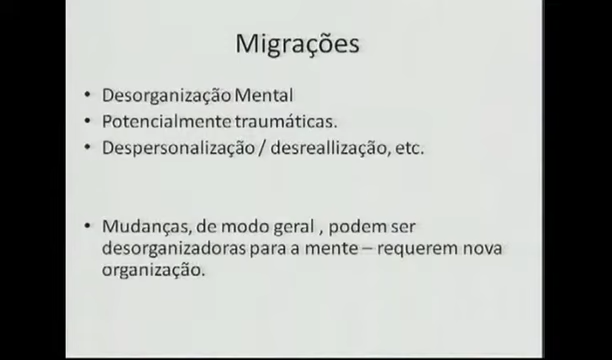 Migrações
• Desorganização Mental
• Potencialmente traumáticas.
• Despersonalização / desreallização, etc.
• Mudanças, de modo geral , podem ser
desorganizadoras para a mente – requerem nova
organização.